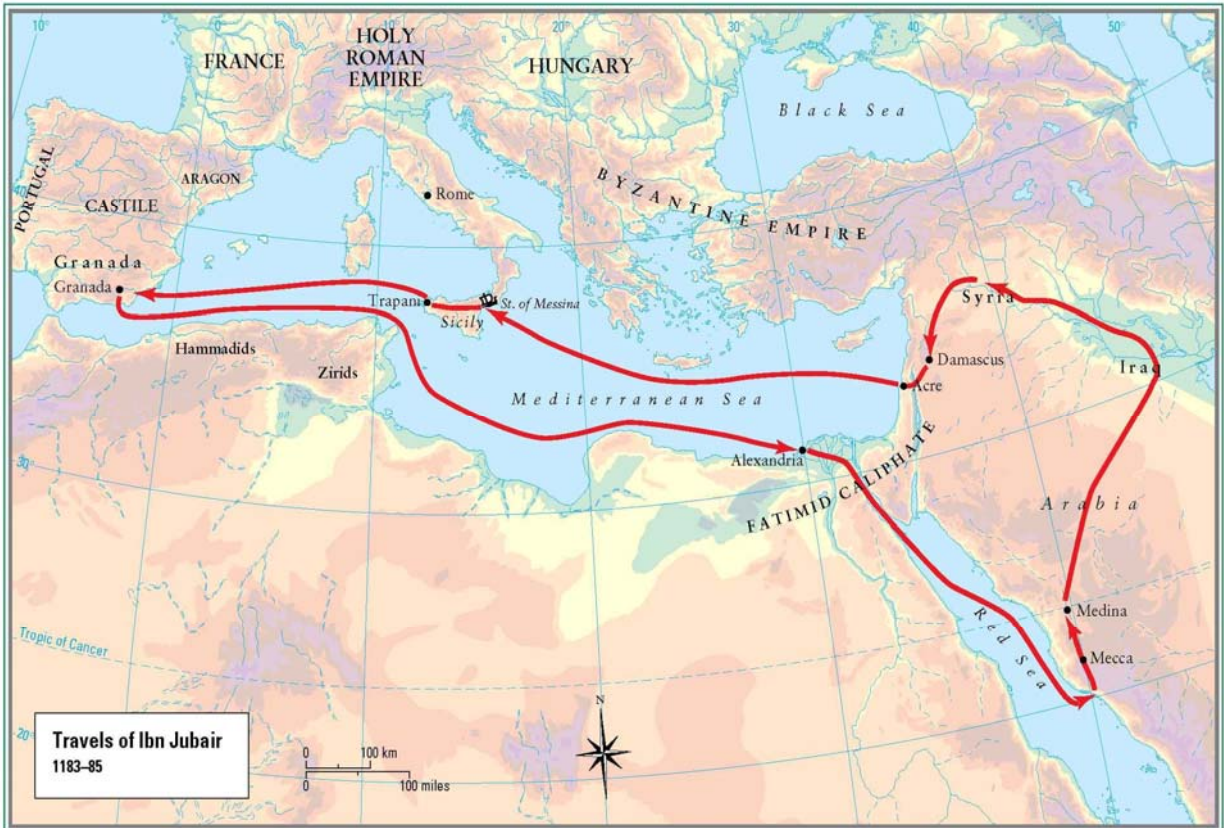 10°
0°
10°
20°
30°
40
50°
FRANCE
HOLY
ROMAN
EMPIRE
HUNGARY
Black Sea
PORTUGAL
ARAGON
CASTILE
Rome
BYZANTINE EMPIRE
Granada
Granada
Trapani
St. of Messina
Sicily
Syria
Hammadids
Zirids
Damascus
Iraq
Acre
Mediterranean Sea
Alexandria
FATIMID CALIPHATE
30°
Arabia
Medina
Red Sea
Mecca
Tropic of Cancer
20°
N
Travels of Ibn Jubair
1183–85
0 100 km
0 100 miles